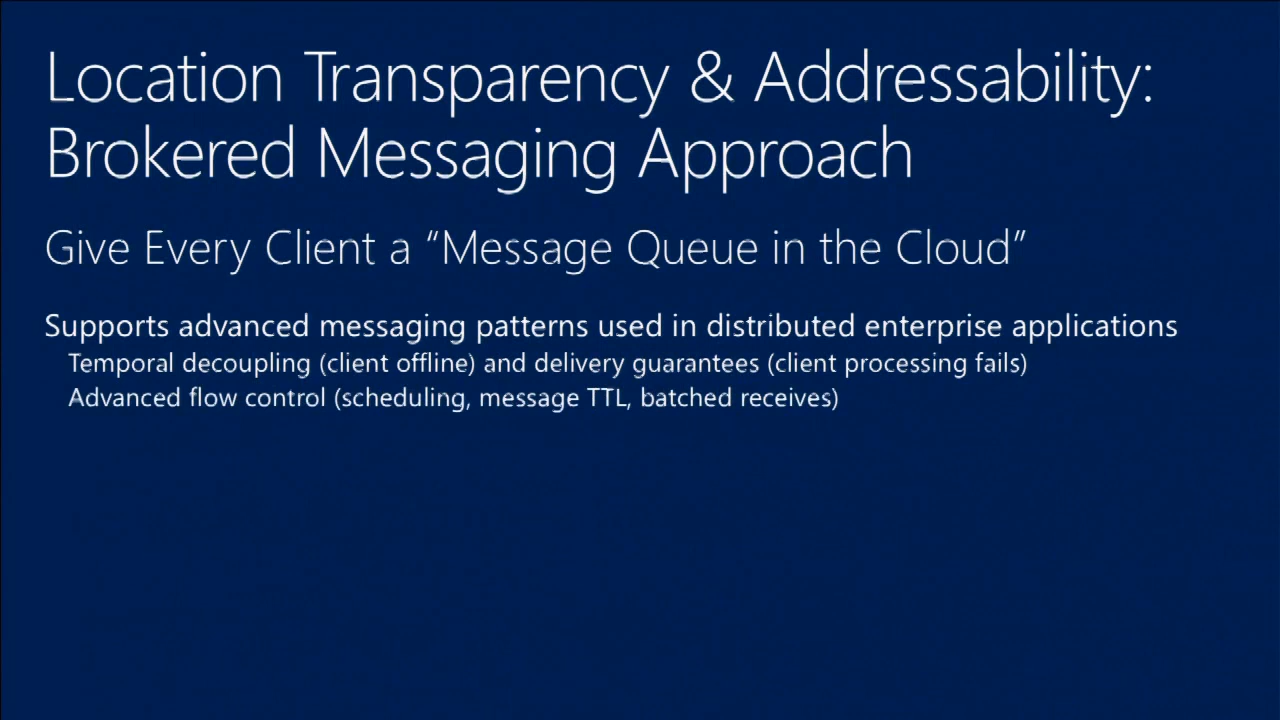 Location Transparency & Addressability:
Brokered Messaging Approach
Give Every Client a “Message Queue in the Cloud”
Supports advanced messaging patterns used in distributed enterprise applications
Temporal decoupling (client offline) and delivery guarantees (client processing fails)
Advanced flow control (scheduling, message TTL, batched receives)